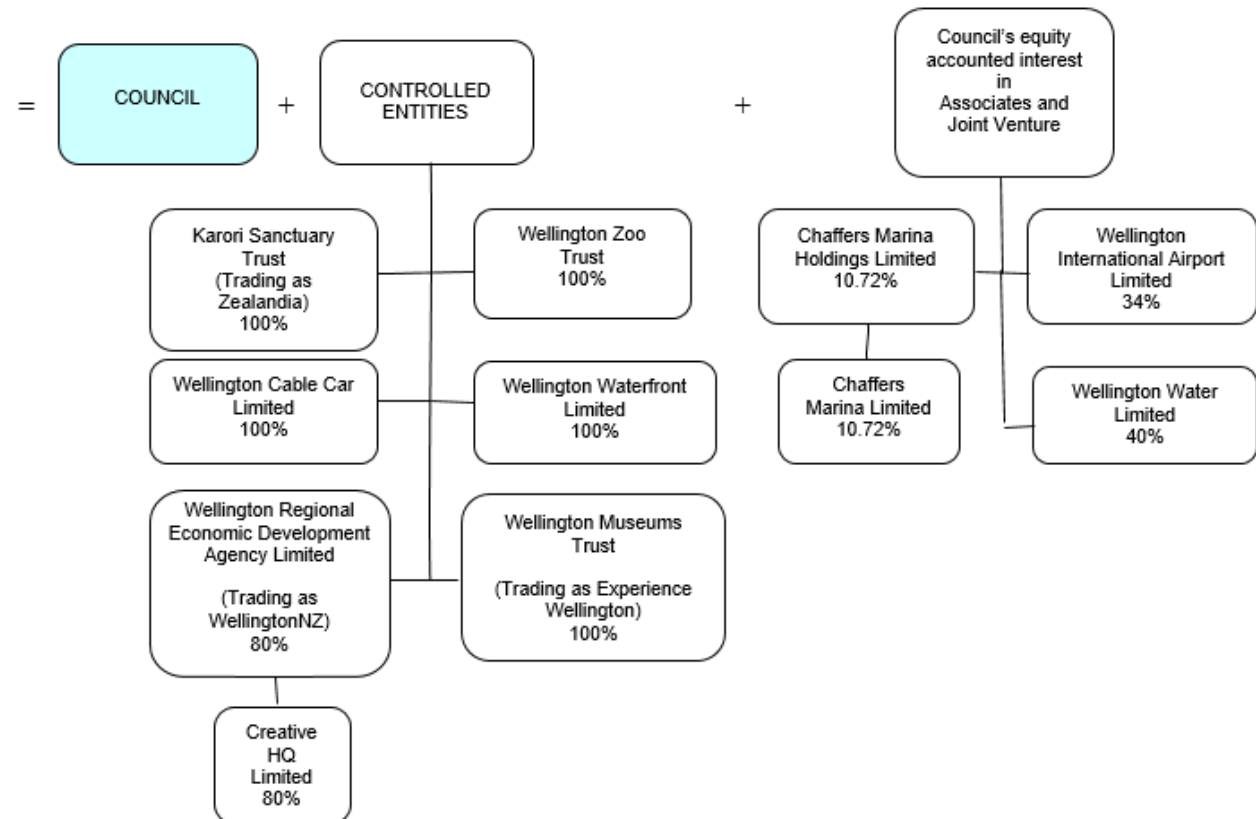 =
COUNCIL
+
CONTROLLED
ENTITIES
+
Council's equity
accounted interest
in
Associates and
Joint Venture
Karori Sanctuary
Trust
(Trading as
Zealandia)
100%
Wellington Zoo
Trust
100%
Chaffers Marina
Holdings Limited
10.72%
Wellington
International Airport
Limited
34%
Wellington Cable Car
Limited
100%
Wellington Waterfront
Limited
100%
Chaffers
Marina Limited
10.72%
Wellington Water
Limited
40%
Wellington Regional
Economic Development
Agency Limited
(Trading as
WellingtonNZ)
80%
Wellington Museums
Trust
(Trading as Experience
Wellington)
100%
Creative
HQ
Limited
80%